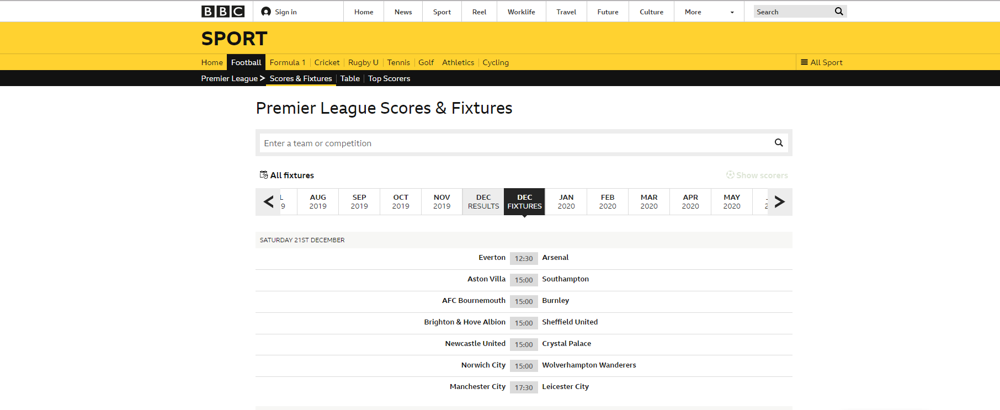 BBC Sign in Home News Sport Reel Worklife Travel Future Culture More Search
SPORT
Home Football Formula 1 Cricket Rugby U Tennis Golf Athletics Cycling All Sport
Premier League Scores & Fixtures Table Top Scorers
Premier League Scores & Fixtures
Enter a team or competition
All fixtures Show scorers
L AUG SEP OCT NOV DEC DEC JAN FEB MAR APR MAY
9 2019 2019 2019 2019 RESULTS FIXTURES 2020 2020 2020 2020 2020
SATURDAY 21ST DECEMBER
Everton 12:30 Arsenal
Aston Villa 15:00 Southampton
AFC Bournemouth 15:00 Burnley
Brighton & Hove Albion 15:00 Sheffield United
Newcastle United 15:00 Crystal Palace
Norwich City 15:00 Wolverhampton Wanderers
Manchester City 17:30 Leicester City